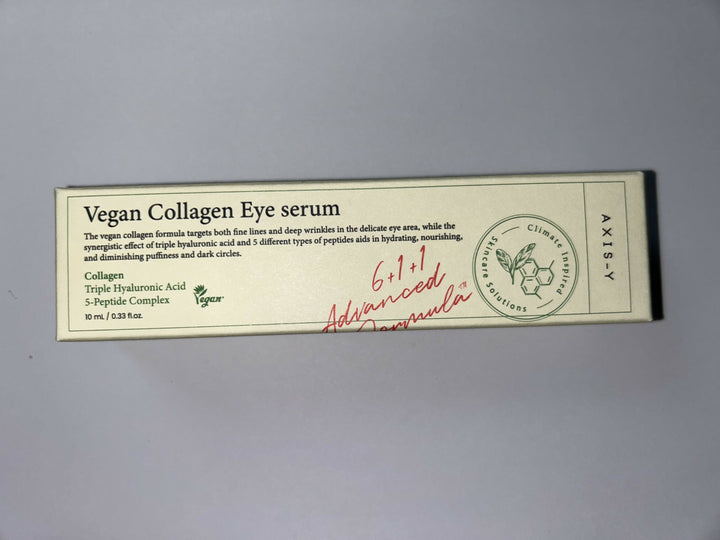 Vegan Collagen Eye serum
The vegan collagen formula targets both fine lines and deep wrinkles in the delicate eye area, while the
synergistic effect of triple hyaluronic acid and 5 different types of peptides aids in hydrating, nourishing,
and diminishing puffiness and dark circles.
Collagen
Triple Hyaluronic Acid
5-Peptide Complex
Vegan
10 mL / 0.33 fl oz.
6+1+1
Advanced
Formula™
Climate Inspired
Skincare Solutions
AXIS-Y